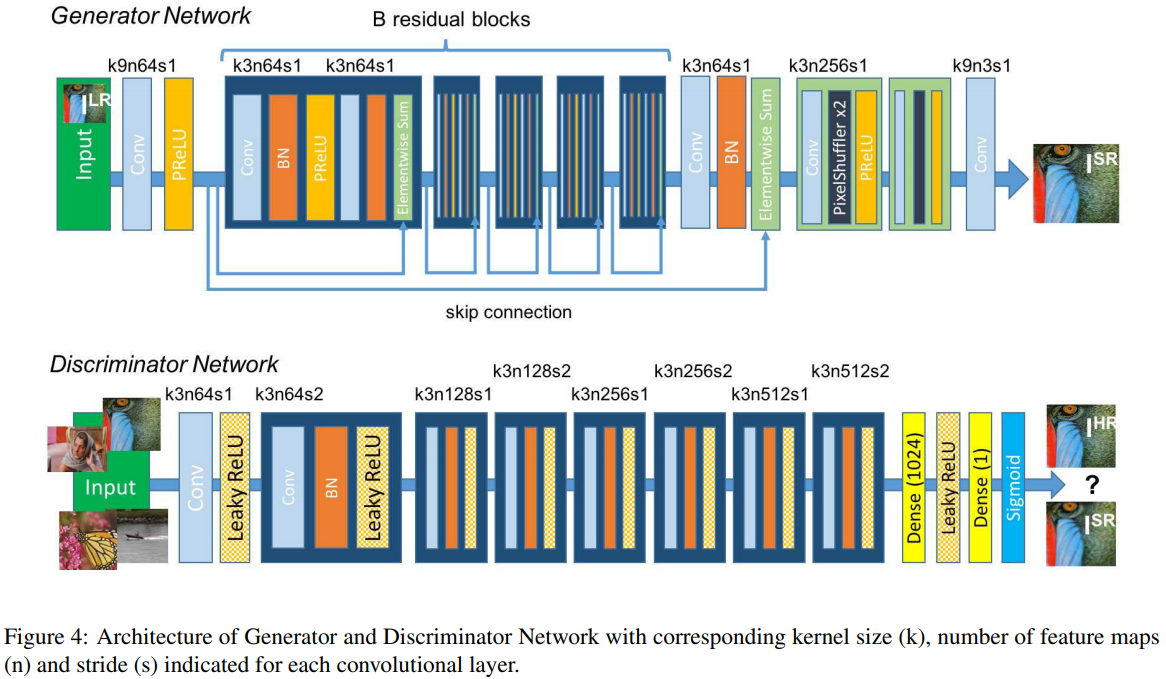 Generator Network
B residual blocks
k9n64s1
k3n64s1
k3n64s1
k3n64s1
k3n256s1
k9n3s1
I^LR
Input
Conv
PReLU
Conv
BN
PReLU
Elementwise Sum
Conv
BN
Elementwise Sum
Conv
PixelShuffler x2
PReLU
Conv
I^SR
skip connection
Discriminator Network
k3n64s1
k3n64s2
k3n128s1
k3n128s2
k3n256s1
k3n256s2
k3n512s1
k3n512s2
Input
Conv
Leaky ReLU
Conv
BN
Leaky ReLU
Dense (1024)
Leaky ReLU
Dense (1)
Sigmoid
I^HR
?
I^SR
Figure 4: Architecture of Generator and Discriminator Network with corresponding kernel size (k), number of feature maps
(n) and stride (s) indicated for each convolutional layer.